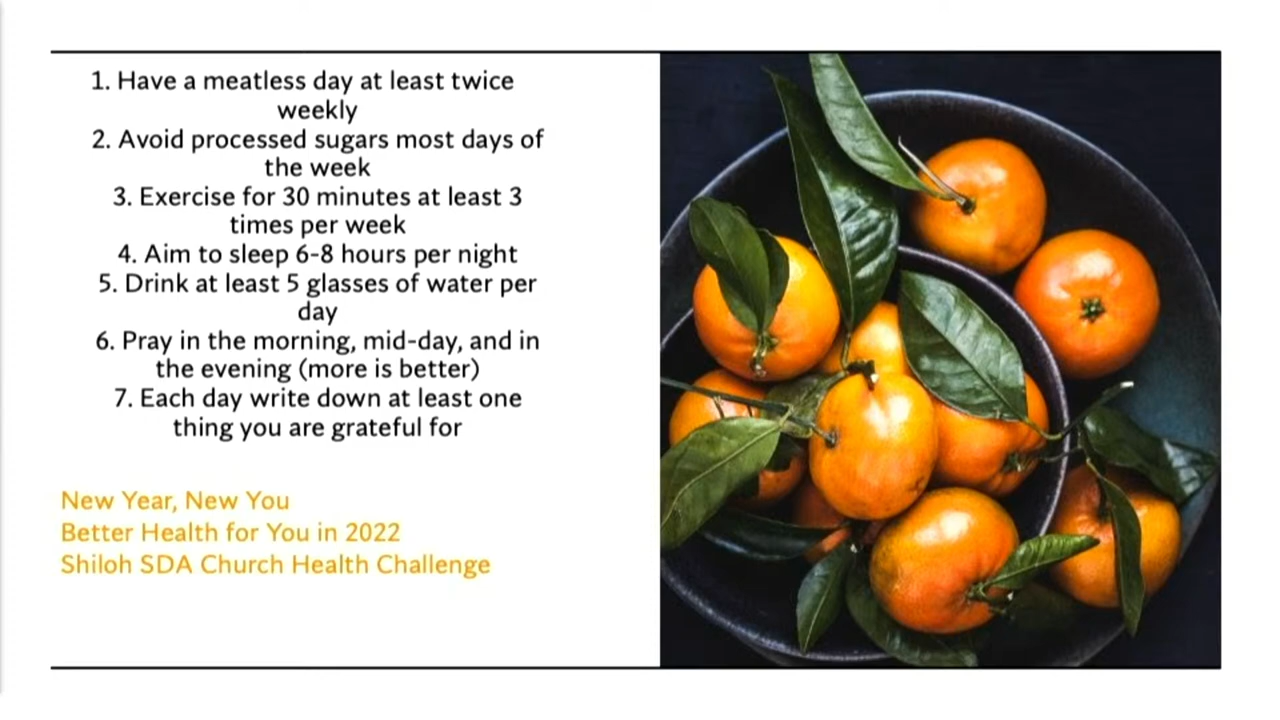 1. Have a meatless day at least twice
weekly
2. Avoid processed sugars most days of
the week
3. Exercise for 30 minutes at least 3
times per week
4. Aim to sleep 6-8 hours per night
5. Drink at least 5 glasses of water per
day
6. Pray in the morning, mid-day, and in
the evening (more is better)
7. Each day write down at least one
thing you are grateful for
New Year, New You
Better Health for You in 2022
Shiloh SDA Church Health Challenge